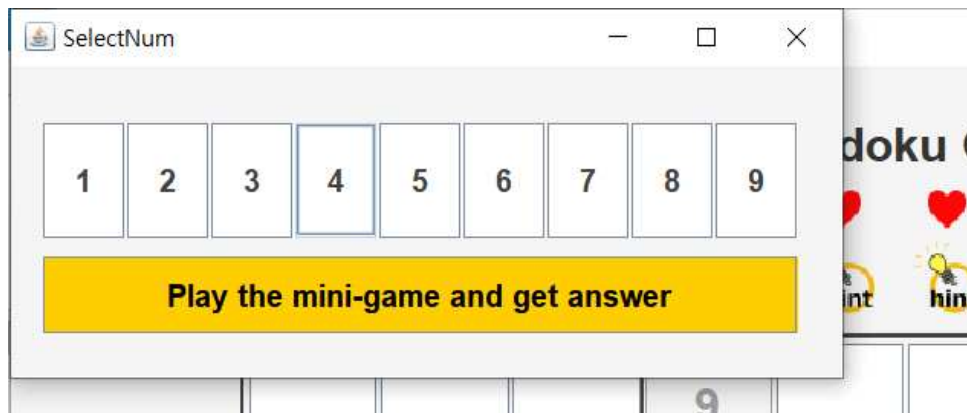 SelectNum
doku
1 2 3 4 5 6 7 8 9
Play the mini-game and get answer
int
hin
9